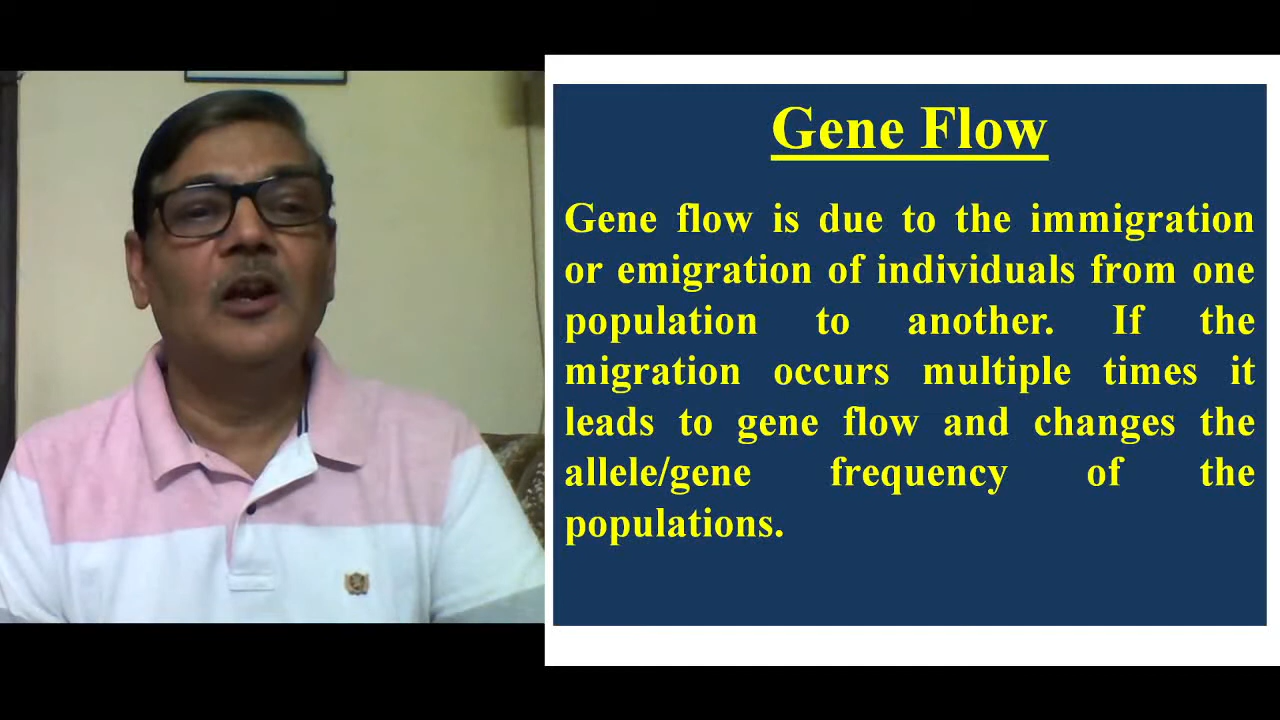 Gene Flow
Gene flow is due to the immigration
or emigration of individuals from one
population to another. If the
migration occurs multiple times it
leads to gene flow and changes the
allele/gene frequency of the
populations.